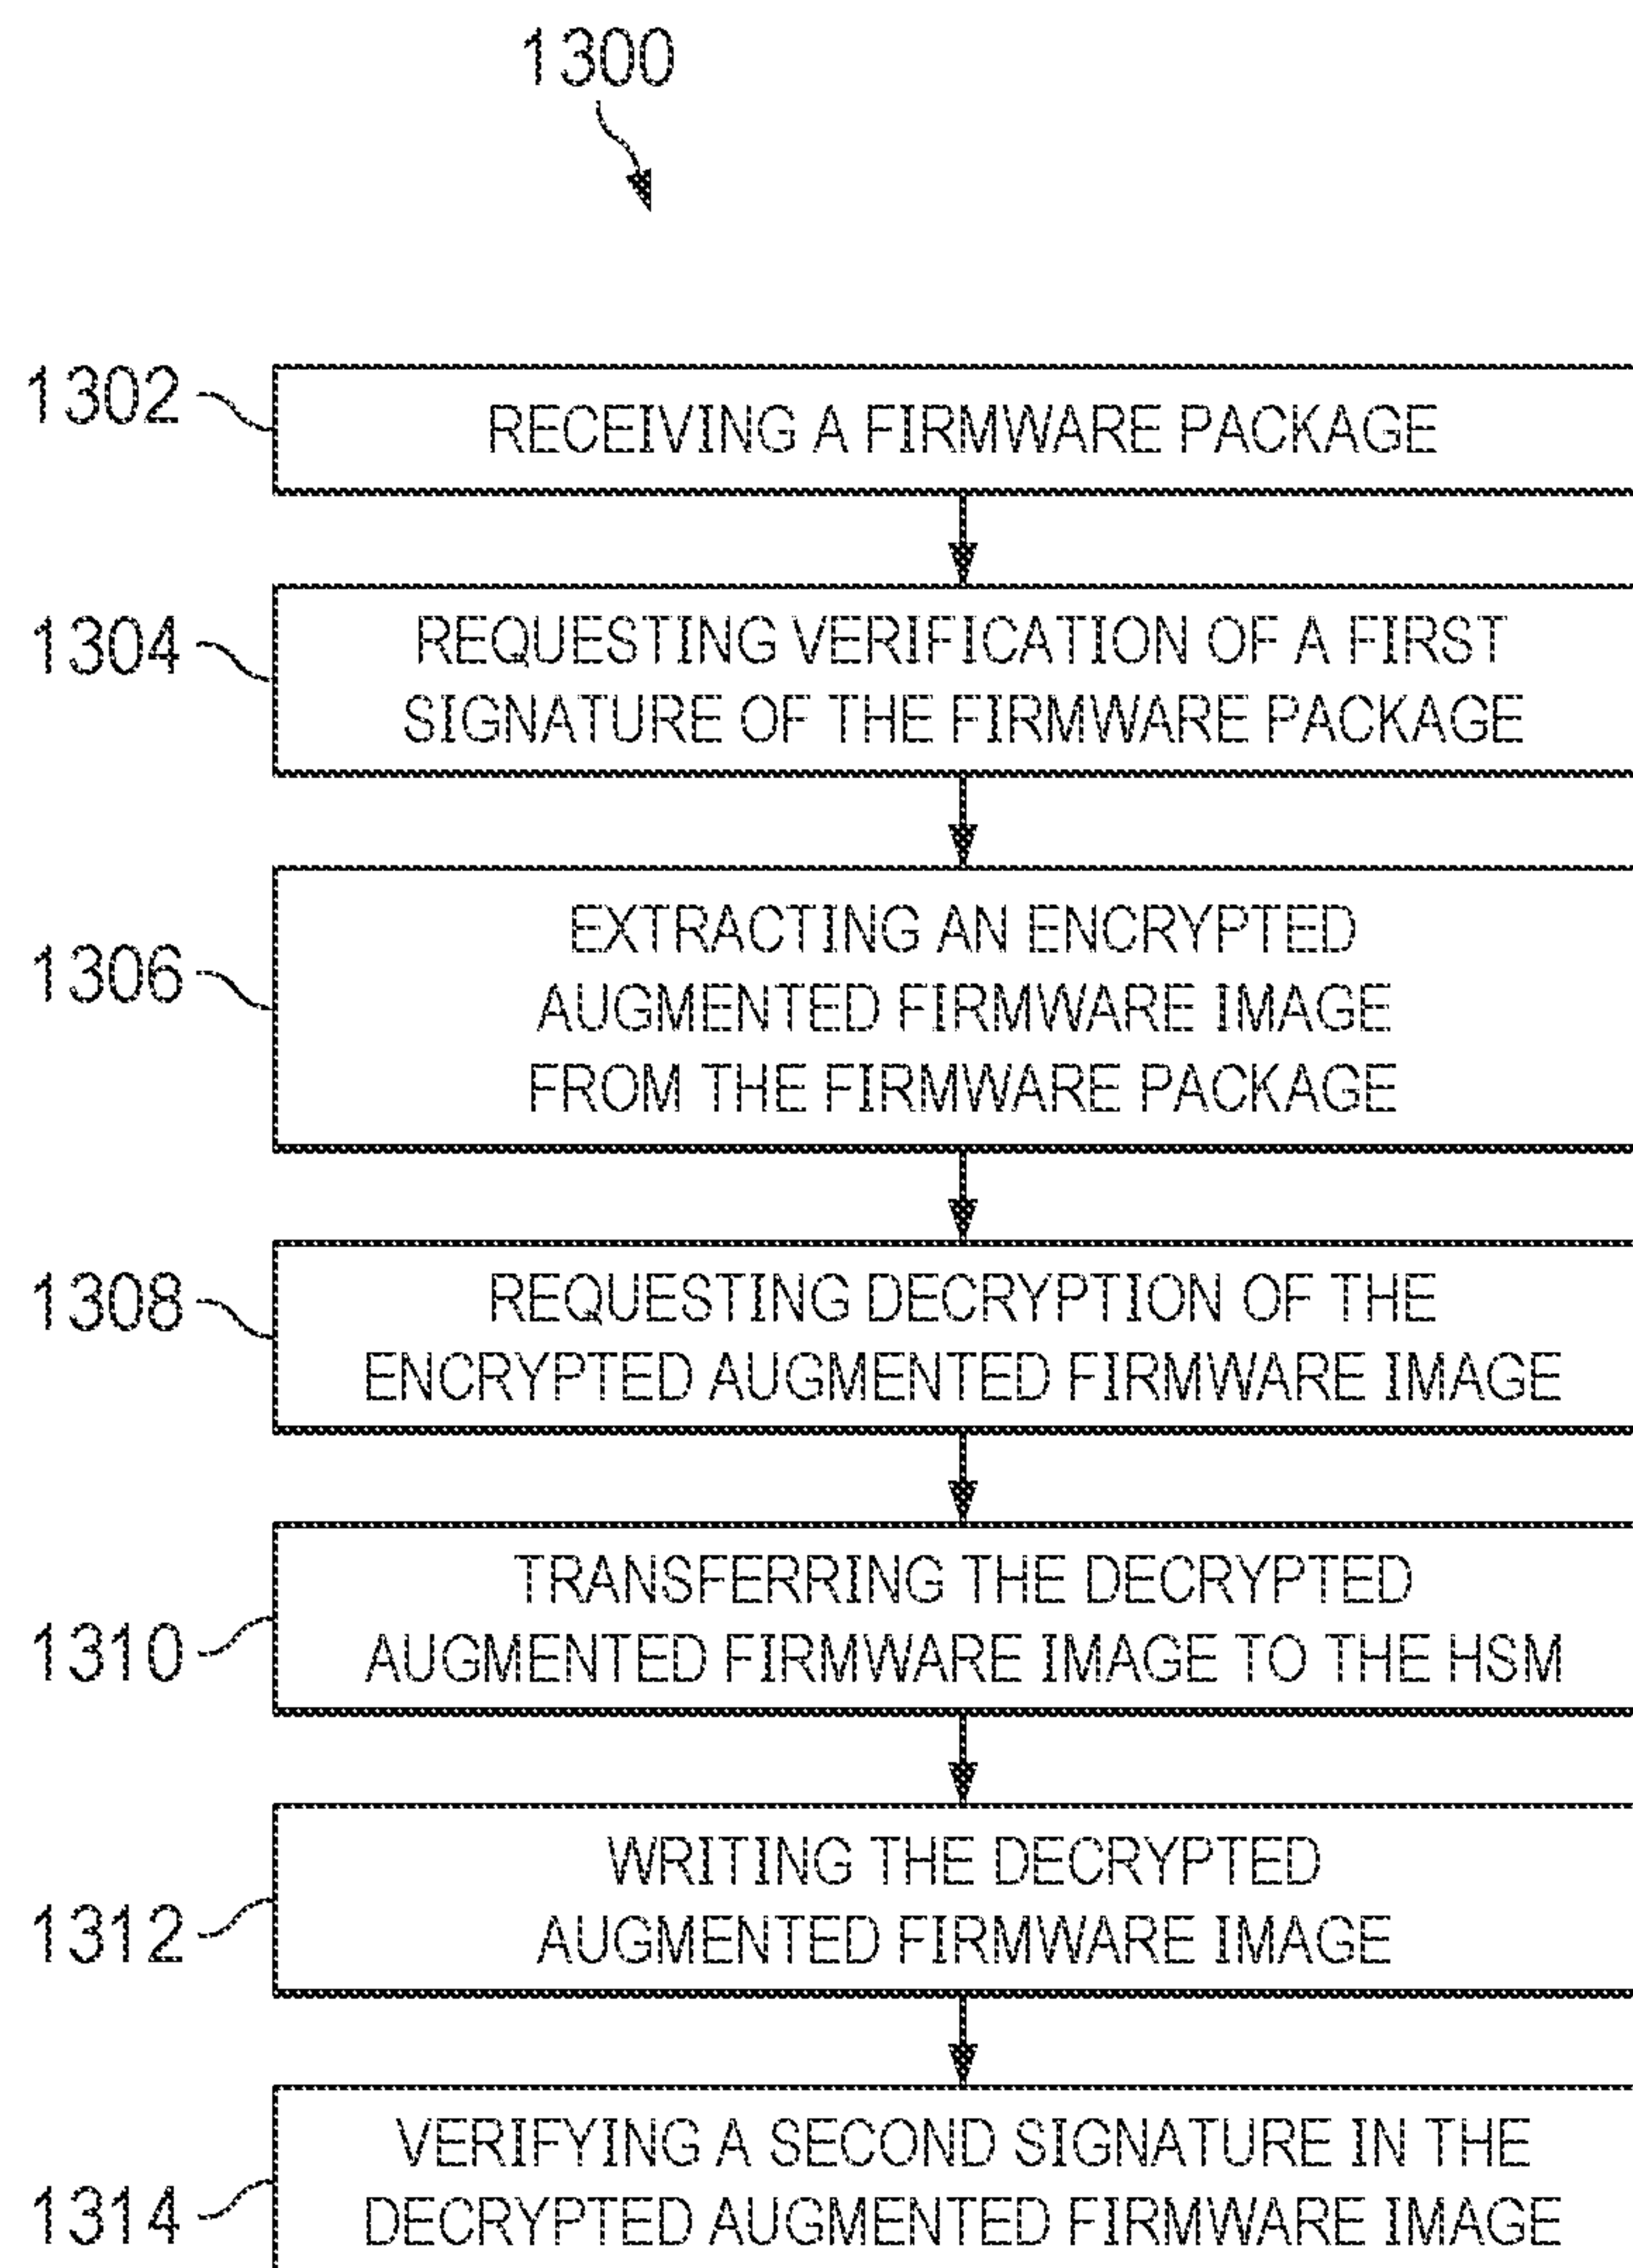 1300
1302
RECEIVING A FIRMWARE PACKAGE
1304
REQUESTING VERIFICATION OF A FIRST
SIGNATURE OF THE FIRMWARE PACKAGE
1306
EXTRACTING AN ENCRYPTED
AUGMENTED FIRMWARE IMAGE
FROM THE FIRMWARE PACKAGE
1308
REQUESTING DECRYPTION OF THE
ENCRYPTED AUGMENTED FIRMWARE IMAGE
1310
TRANSFERRING THE DECRYPTED
AUGMENTED FIRMWARE IMAGE TO THE HSM
1312
WRITING THE DECRYPTED
AUGMENTED FIRMWARE IMAGE
1314
VERIFYING A SECOND SIGNATURE IN THE
DECRYPTED AUGMENTED FIRMWARE IMAGE